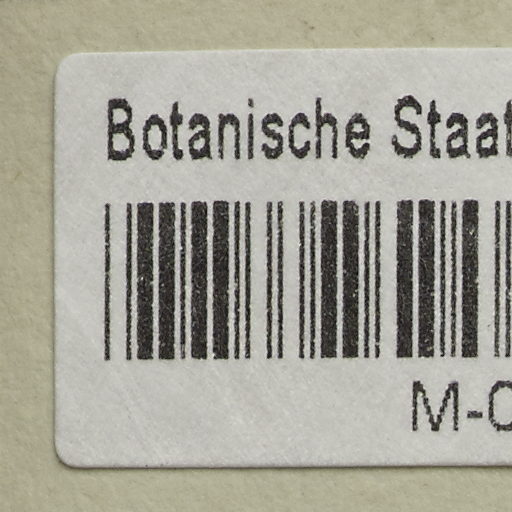 Botanische Staat
M-